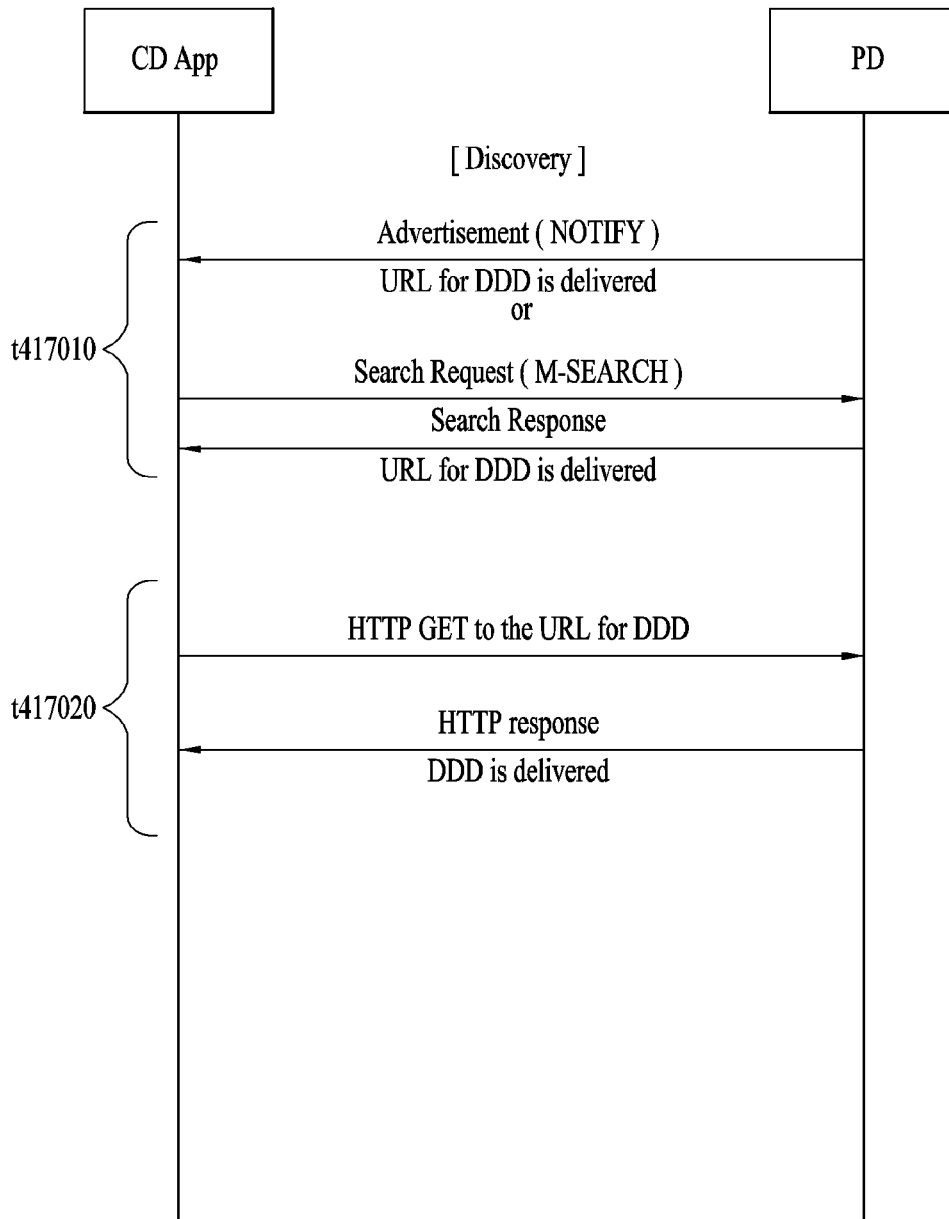 CD App
PD
[ Discovery ]
Advertisement ( NOTIFY )
URL for DDD is delivered
or
t417010
Search Request ( M-SEARCH )
Search Response
URL for DDD is delivered
HTTP GET to the URL for DDD
t417020
HTTP response
DDD is delivered